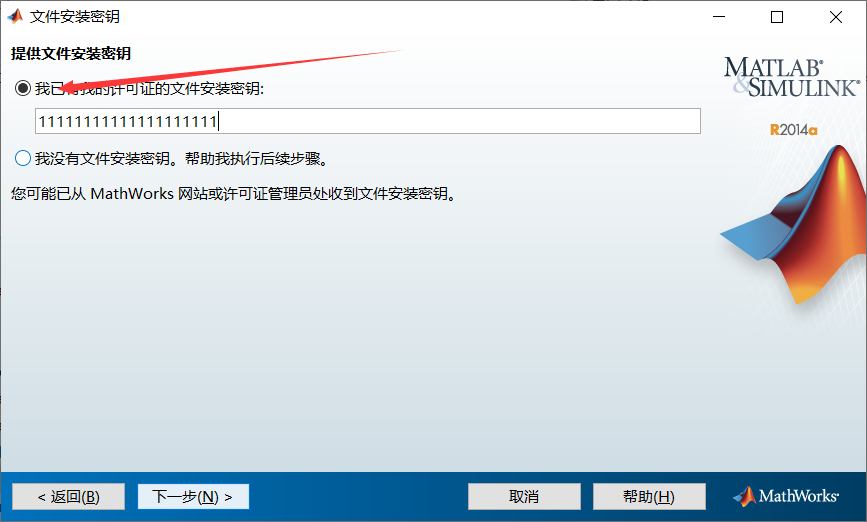 文件安装密钥
提供文件安装密钥
我已有我的许可证的文件安装密钥:
11111111111111111111
我没有文件安装密钥。帮助我执行后续步骤。
您可能已从 MathWorks 网站或许可证管理员处收到文件安装密钥。
MATLAB®
&SIMULINK®
R2014a
< 返回(B)
下一步(N) >
取消
帮助(H)
MathWorks®